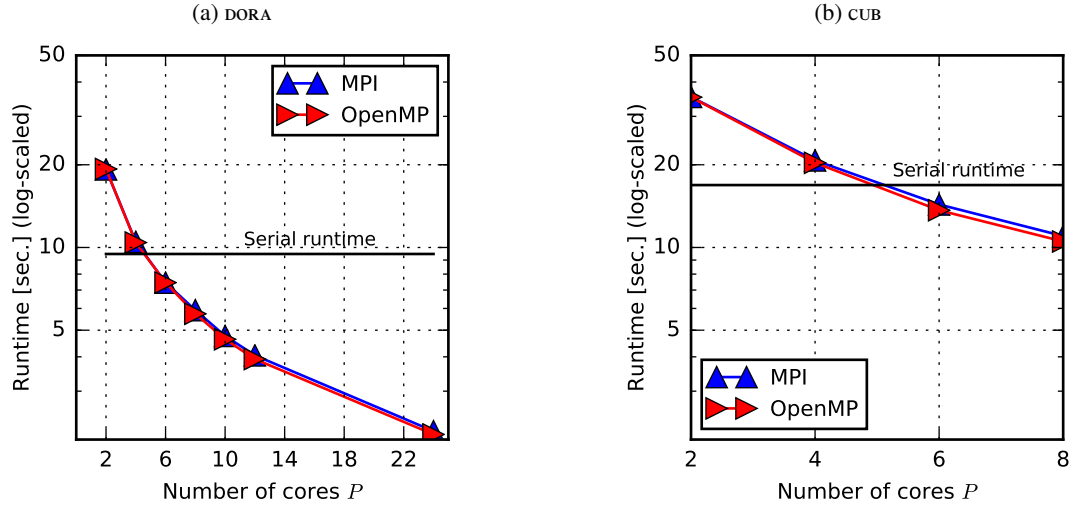 (a) DORA
50
20
10
5
Runtime [sec.] (log-scaled)
MPI
OpenMP
Serial runtime
2 6 10 14 18 22
Number of cores P
(b) CUB
50
20
10
5
Runtime [sec.] (log-scaled)
Serial runtime
MPI
OpenMP
2 4 6 8
Number of cores P